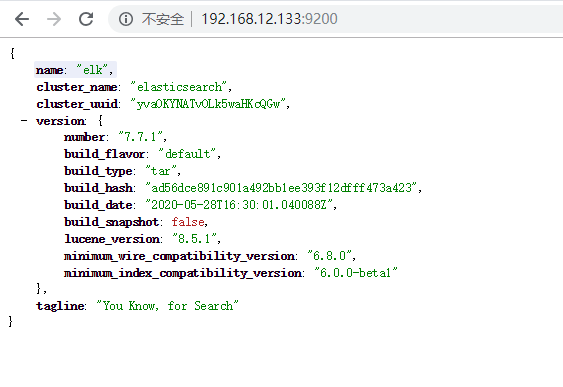 不安全 | 192.168.12.133:9200
{
name: "elk",
cluster_name: "elasticsearch",
cluster_uuid: "yvaOKYNATvOLk5waHKcQGw",
- version: {
number: "7.7.1",
build_flavor: "default",
build_type: "tar",
build_hash: "ad56dce891c901a492bb1ee393f12dfff473a423",
build_date: "2020-05-28T16:30:01.040088Z",
build_snapshot: false,
lucene_version: "8.5.1",
minimum_wire_compatibility_version: "6.8.0",
minimum_index_compatibility_version: "6.0.0-beta1"
},
tagline: "You Know, for Search"
}